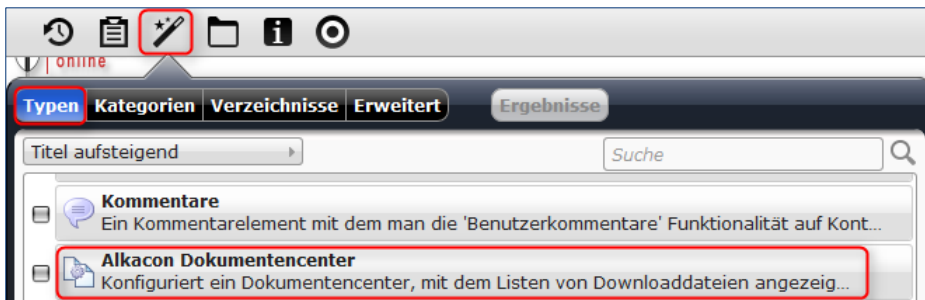 online
Typen Kategorien Verzeichnisse Erweitert Ergebnisse
Titel aufsteigend Suche
Kommentare
Ein Kommentarelement mit dem man die 'Benutzerkommentare' Funktionalität auf Kont...
Alkacon Dokumentencenter
Konfiguriert ein Dokumentencenter, mit dem Listen von Downloaddateien angezeig...